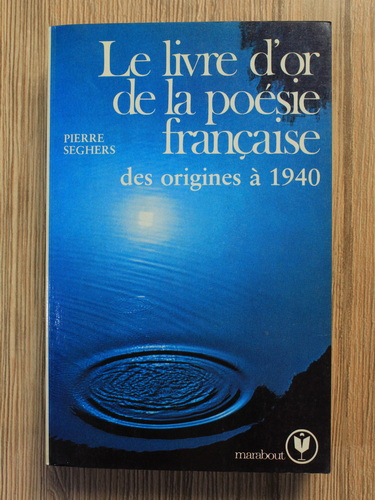 Le livre d'or
de la poésie
française
PIERRE
SEGHERS
des origines à 1940
marabout